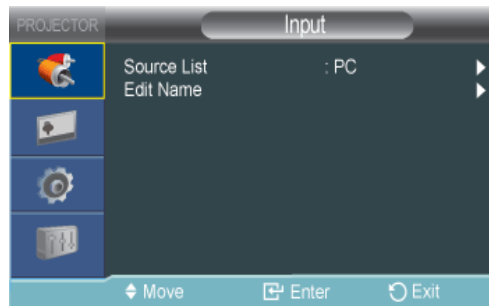 PROJECTOR
Input
Source List : PC
Edit Name
Move Enter Exit